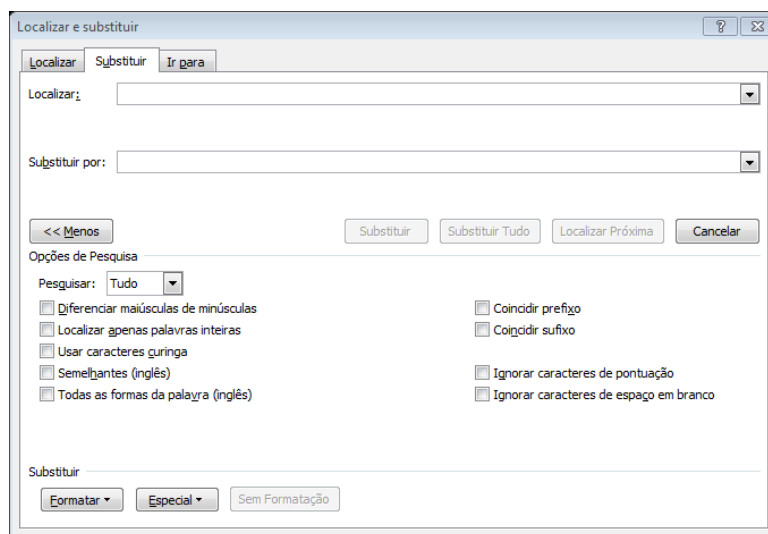 Localizar e substituir
Localizar Substituir Ir para
Localizar:
Substituir por:
<< Menos Substituir Substituir Tudo Localizar Próxima Cancelar
Opções de Pesquisa
Pesquisar: Tudo
Diferenciar maiúsculas de minúsculas Coincidir prefixo
Localizar apenas palavras inteiras Coincidir sufixo
Usar caracteres curinga
Semelhantes (inglês) Ignorar caracteres de pontuação
Todas as formas da palavra (inglês) Ignorar caracteres de espaço em branco
Substituir
Formatar Especial Sem Formatação